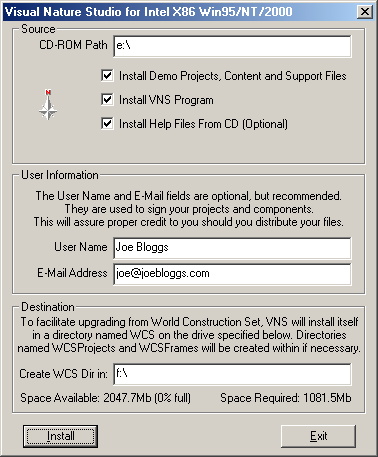 Visual Nature Studio for Intel X86 Win95/NT/2000
Source
CD-ROM Path e:\
Install Demo Projects, Content and Support Files
Install VNS Program
N
Install Help Files From CD (Optional)
User Information
The User Name and E-Mail fields are optional, but recommended.
They are used to sign your projects and components.
This will assure proper credit to you should you distribute your files.
User Name Joe Bloggs
E-Mail Address joe@joebloggs.com
Destination
To facilitate upgrading from World Construction Set, VNS will install itself
in a directory named WCS on the drive specified below. Directories
named WCSProjects and WCSFrames will be created within if necessary.
Create WCS Dir in: f:\
Space Available: 2047.7Mb (0% full) Space Required: 1081.5Mb
Install Exit